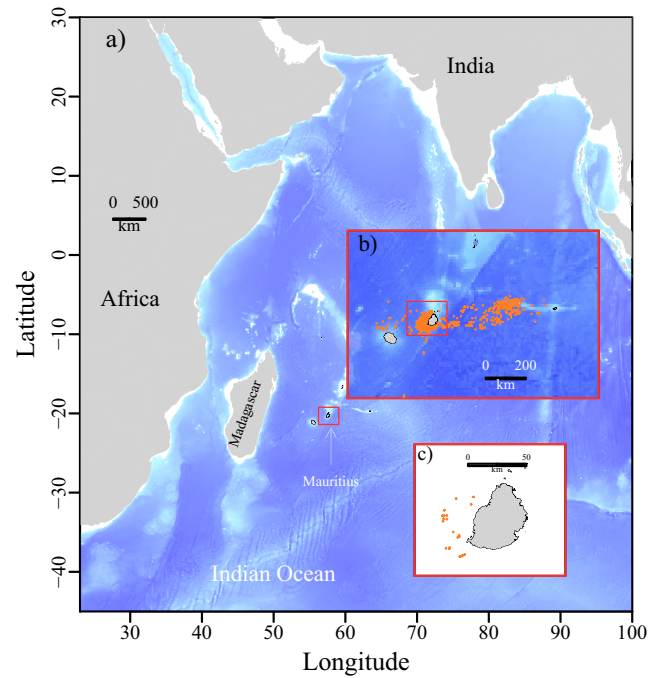 a)
30
20
10
0
−10
−20
−30
−40
Latitude
India
0 500
km
Africa
b)
0 200
km
Madagascar
Mauritius
c)
0 50
km
Indian Ocean
30 40 50 60 70 80 90 100
Longitude